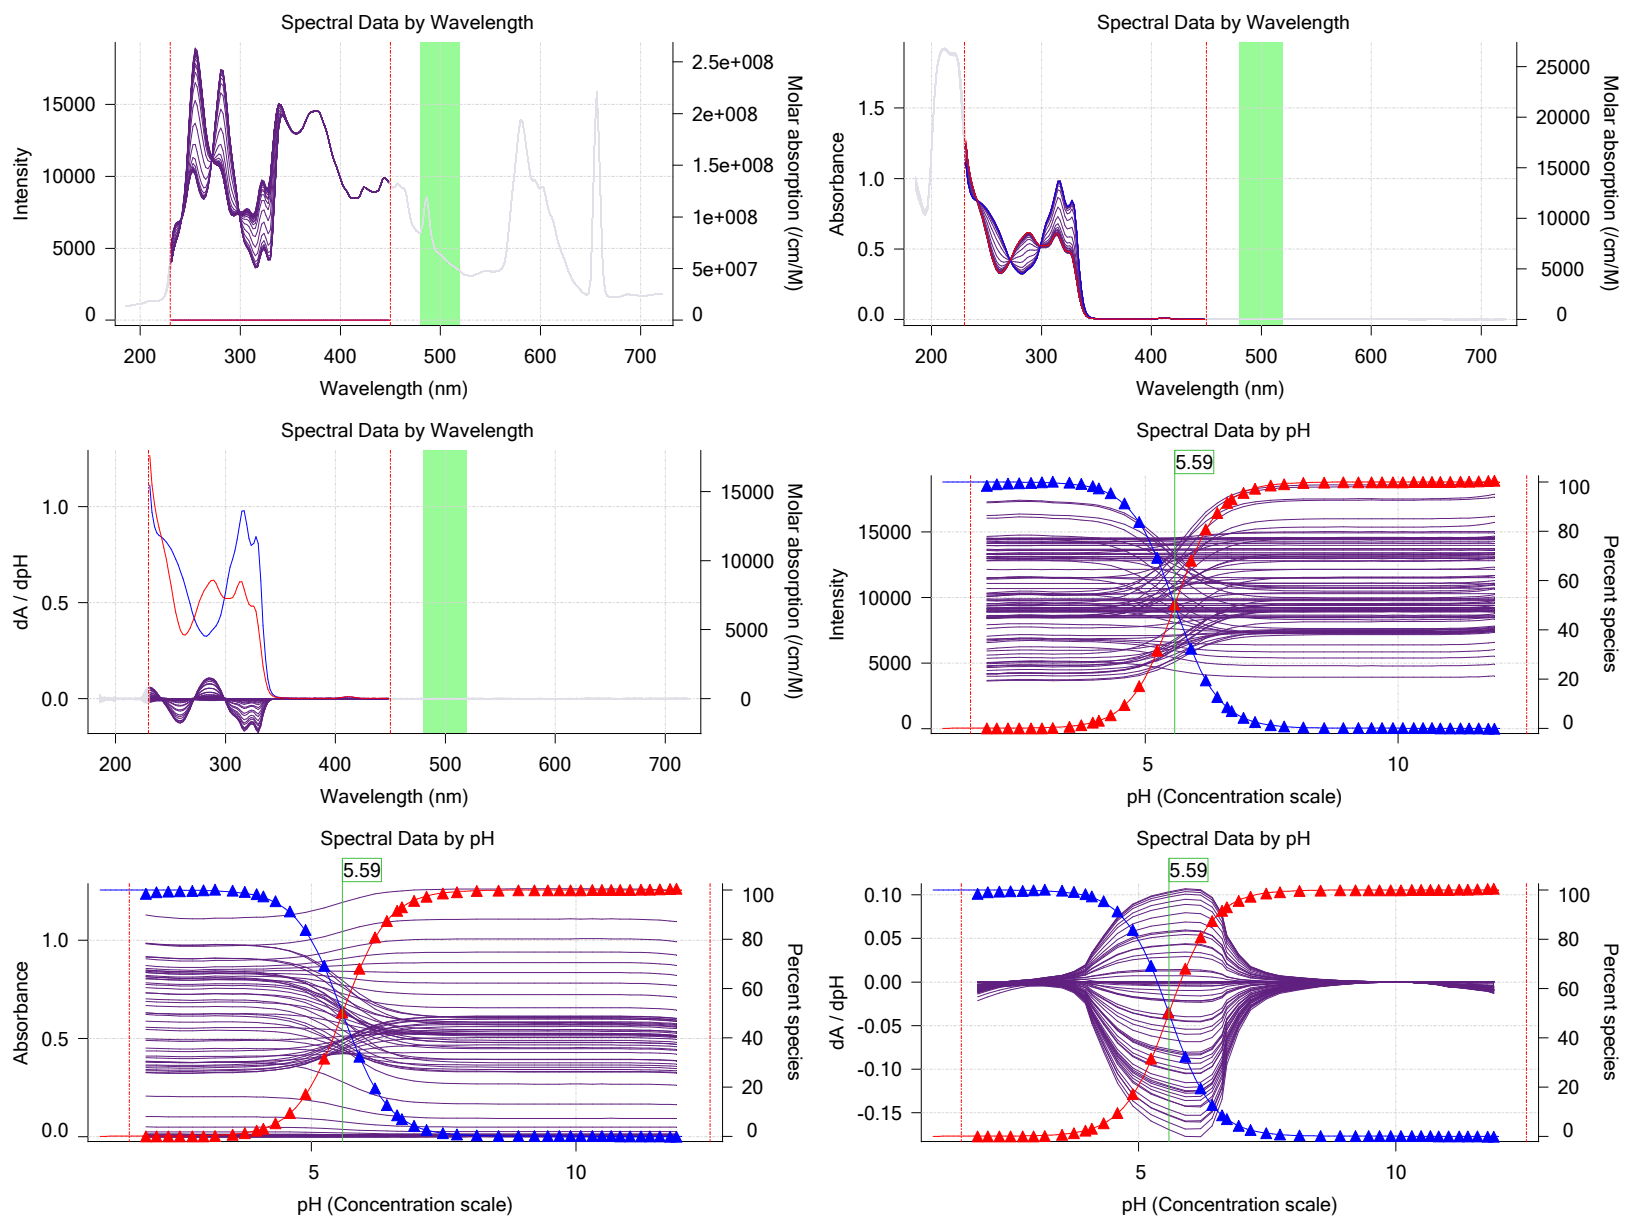 Spectral Data by Wavelength
Intensity
15000
10000
5000
0
2.5e+008
2e+008
1.5e+008
1e+008
5e+007
0
Molar absorption (/cm/M)
200 300 400 500 600 700
Wavelength (nm)
Spectral Data by Wavelength
Absorbance
1.5
1.0
0.5
0.0
25000
20000
15000
10000
5000
0
Molar absorption (/cm/M)
200 300 400 500 600 700
Wavelength (nm)
Spectral Data by Wavelength
dA / dpH
1.0
0.5
0.0
15000
10000
5000
0
Molar absorption (/cm/M)
200 300 400 500 600 700
Wavelength (nm)
Spectral Data by pH
5.59
Intensity
15000
10000
5000
0
100
80
60
40
20
0
Percent species
5 10
pH (Concentration scale)
Spectral Data by pH
5.59
Absorbance
1.0
0.5
0.0
100
80
60
40
20
0
Percent species
5 10
pH (Concentration scale)
Spectral Data by pH
5.59
dA / dpH
0.10
0.05
0.00
-0.05
-0.10
-0.15
100
80
60
40
20
0
Percent species
5 10
pH (Concentration scale)